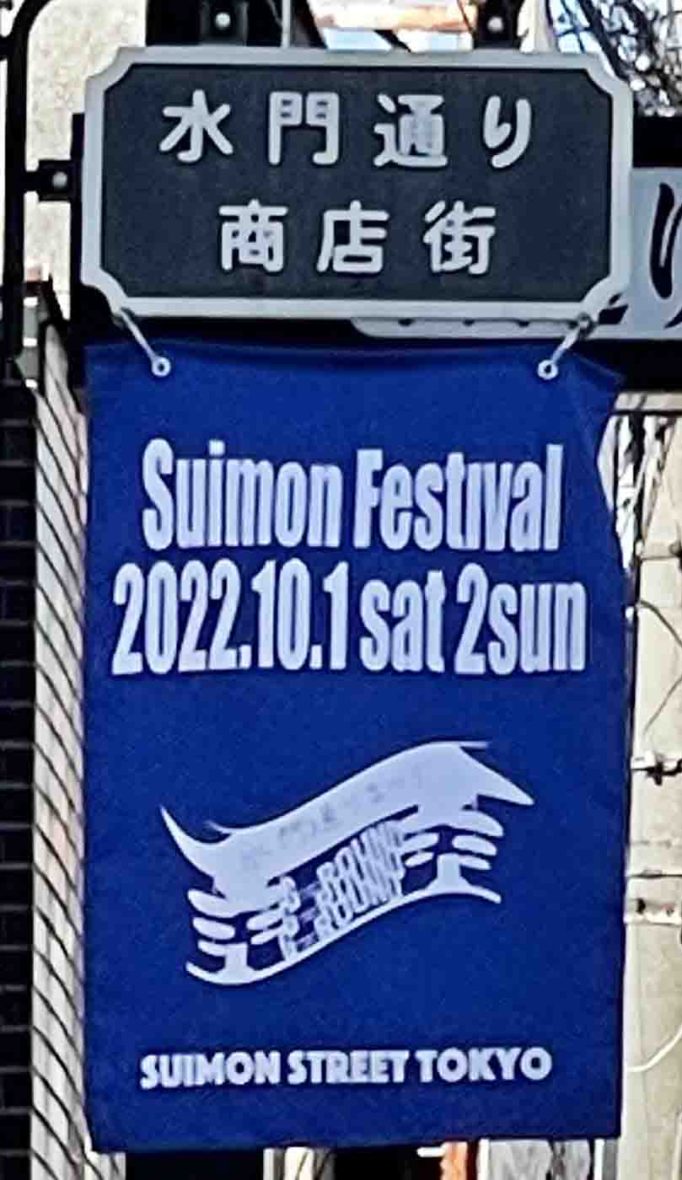 水門通り
商店街
Suimon Festival
2022.10.1 sat 2sun
SUIMON STREET TOKYO